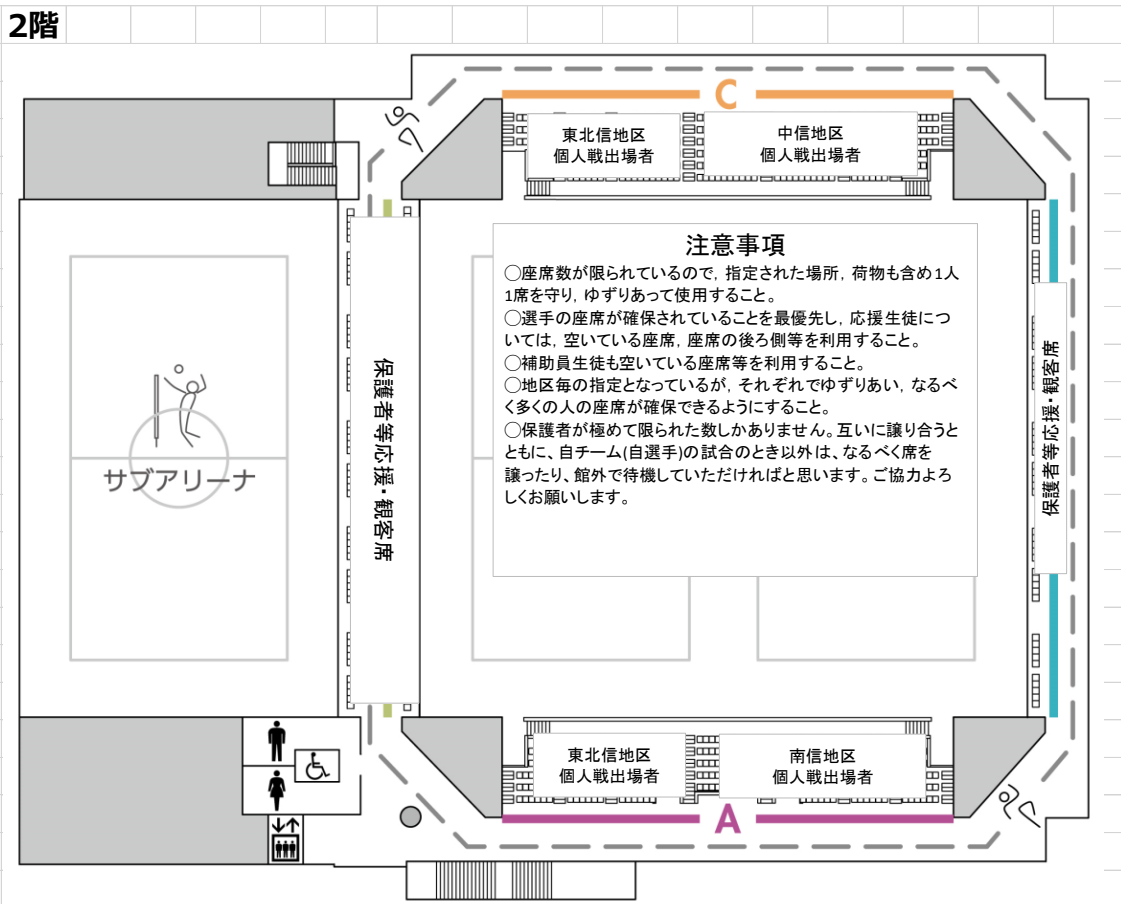 2階
C
東北信地区
個人戦出場者
中信地区
個人戦出場者
注意事項
○座席数が限られているので, 指定された場所, 荷物も含め1人
1席を守り, ゆずりあって使用すること。
○選手の座席が確保されていることを最優先し, 応援生徒につ
いては, 空いている座席, 座席の後ろ側等を利用すること。
○補助員生徒も空いている座席等を利用すること。
○地区毎の指定となっているが, それぞれでゆずりあい, なるべ
く多くの人の座席が確保できるようにすること。
○保護者が極めて限られた数しかありません。互いに譲り合うと
ともに、自チーム(自選手)の試合のとき以外は、なるべく席を
譲ったり、館外で待機していただければと思います。ご協力よろ
しくお願いします。
サブアリーナ
保護者等応援・観客席
保護者等応援・観客席
東北信地区
個人戦出場者
南信地区
個人戦出場者
A